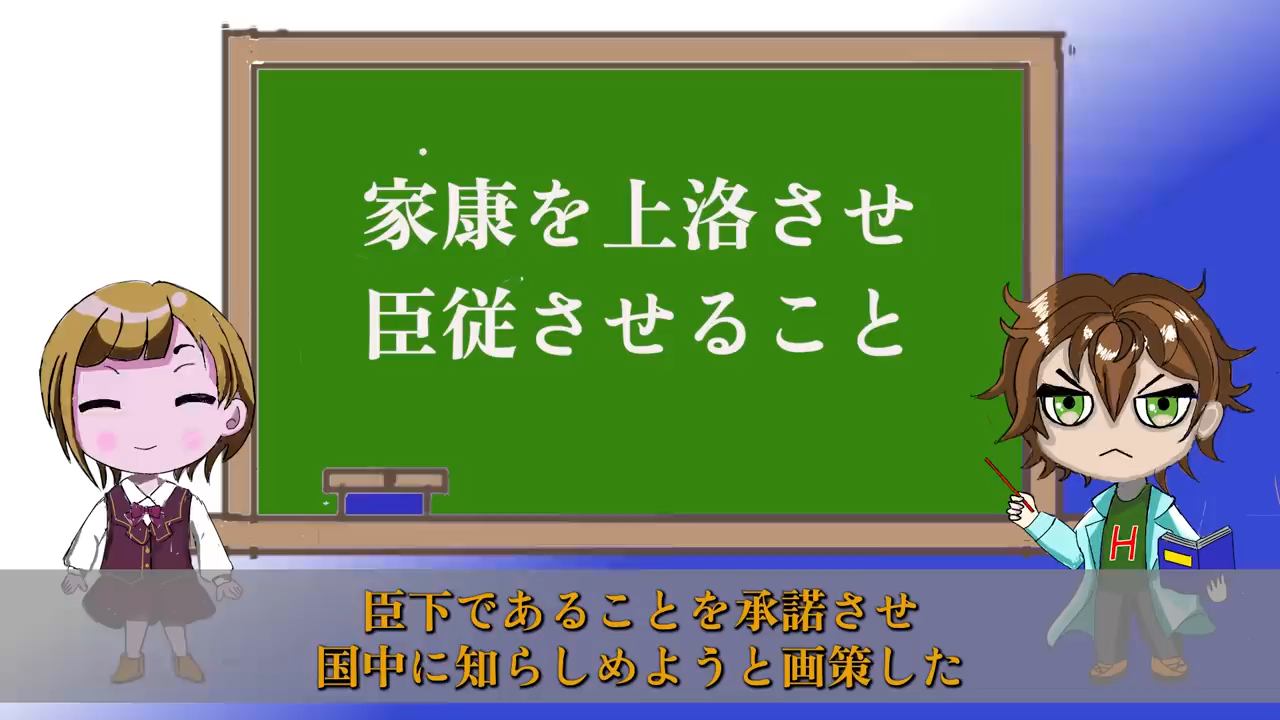 家康を上洛させ
臣従させること
H
臣下であることを承諾させ
国中に知らしめようと画策した